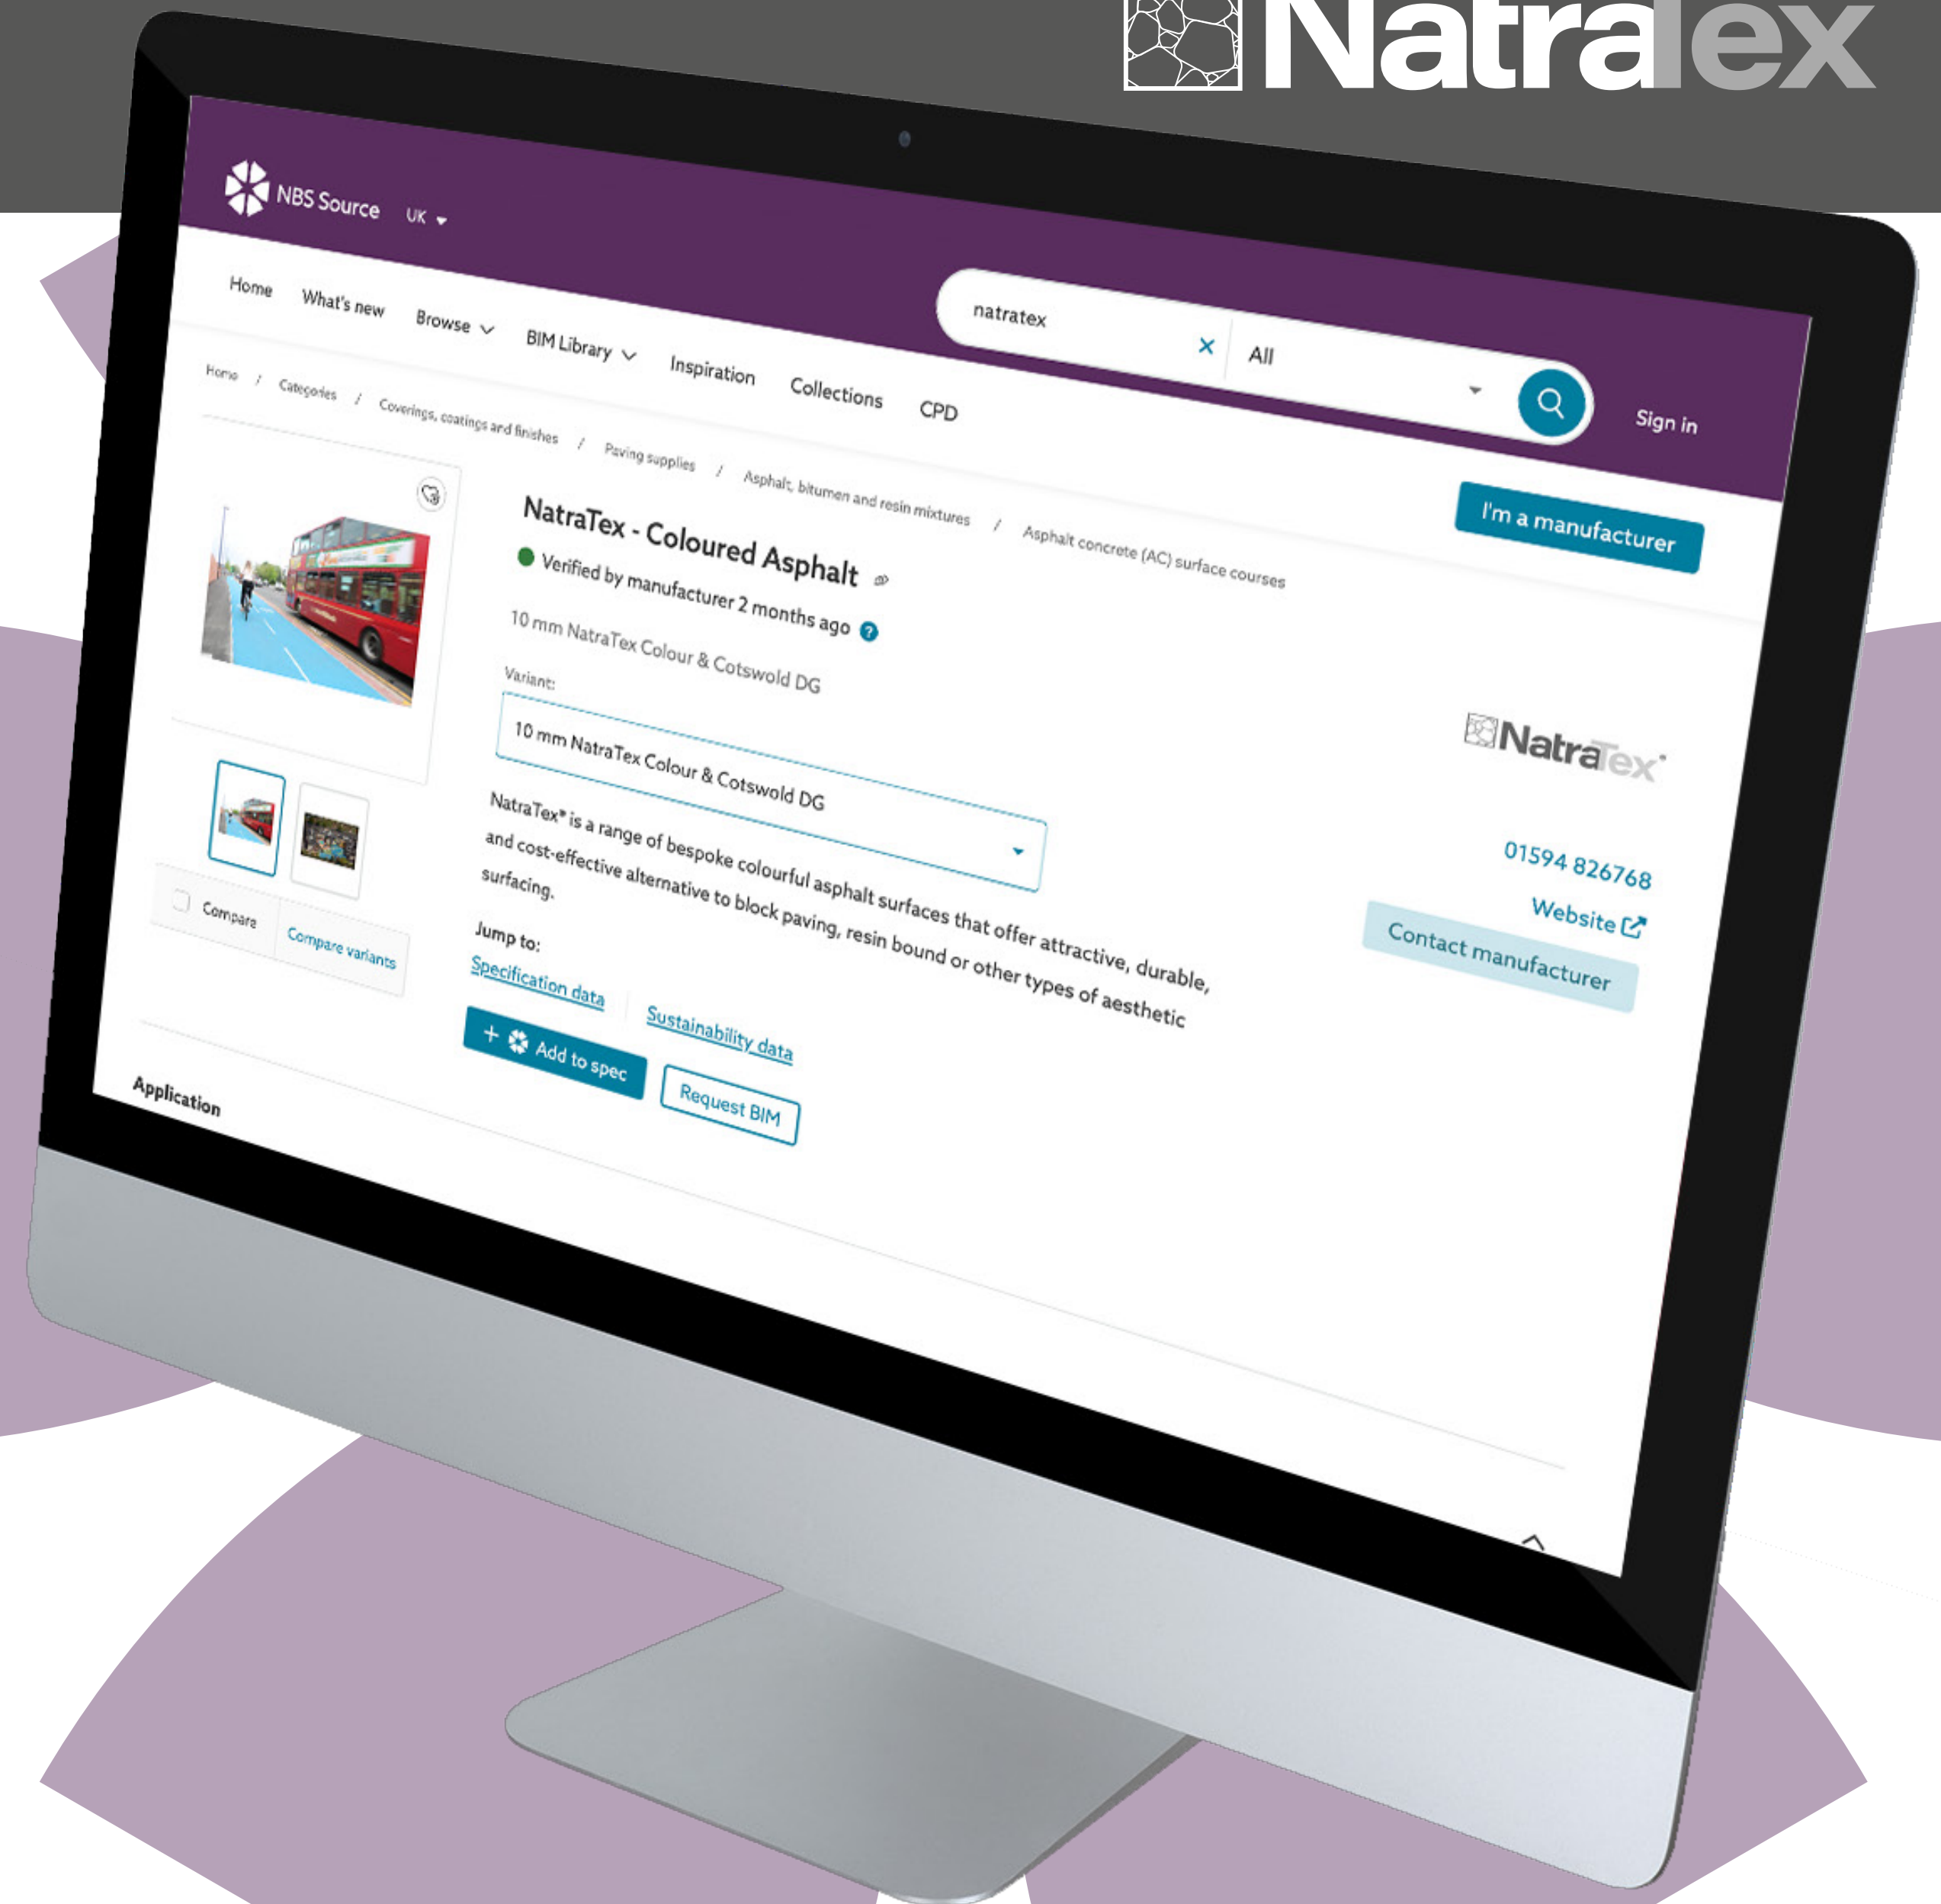 NatraTex
NBS Source
UK
natratex
All
Sign in
Home
What's new
Browse
BIM Library
Inspiration
Collections
CPD
I'm a manufacturer
Home / Categories / Coverings, coatings and finishes / Paving supplies / Asphalt, bitumen and resin mixtures / Asphalt concrete (AC) surface courses
NatraTex - Coloured Asphalt
Verified by manufacturer 2 months ago ?
10 mm NatraTex Colour & Cotswold DG
Variant:
10 mm NatraTex Colour & Cotswold DG
NatraTex® is a range of bespoke colourful asphalt surfaces that offer attractive, durable,
and cost-effective alternative to block paving, resin bound or other types of aesthetic
surfacing.
Jump to:
Specification data
Sustainability data
+ Add to spec
Request BIM
Compare
Compare variants
NatraTex
01594 826768
Website
Contact manufacturer
Application